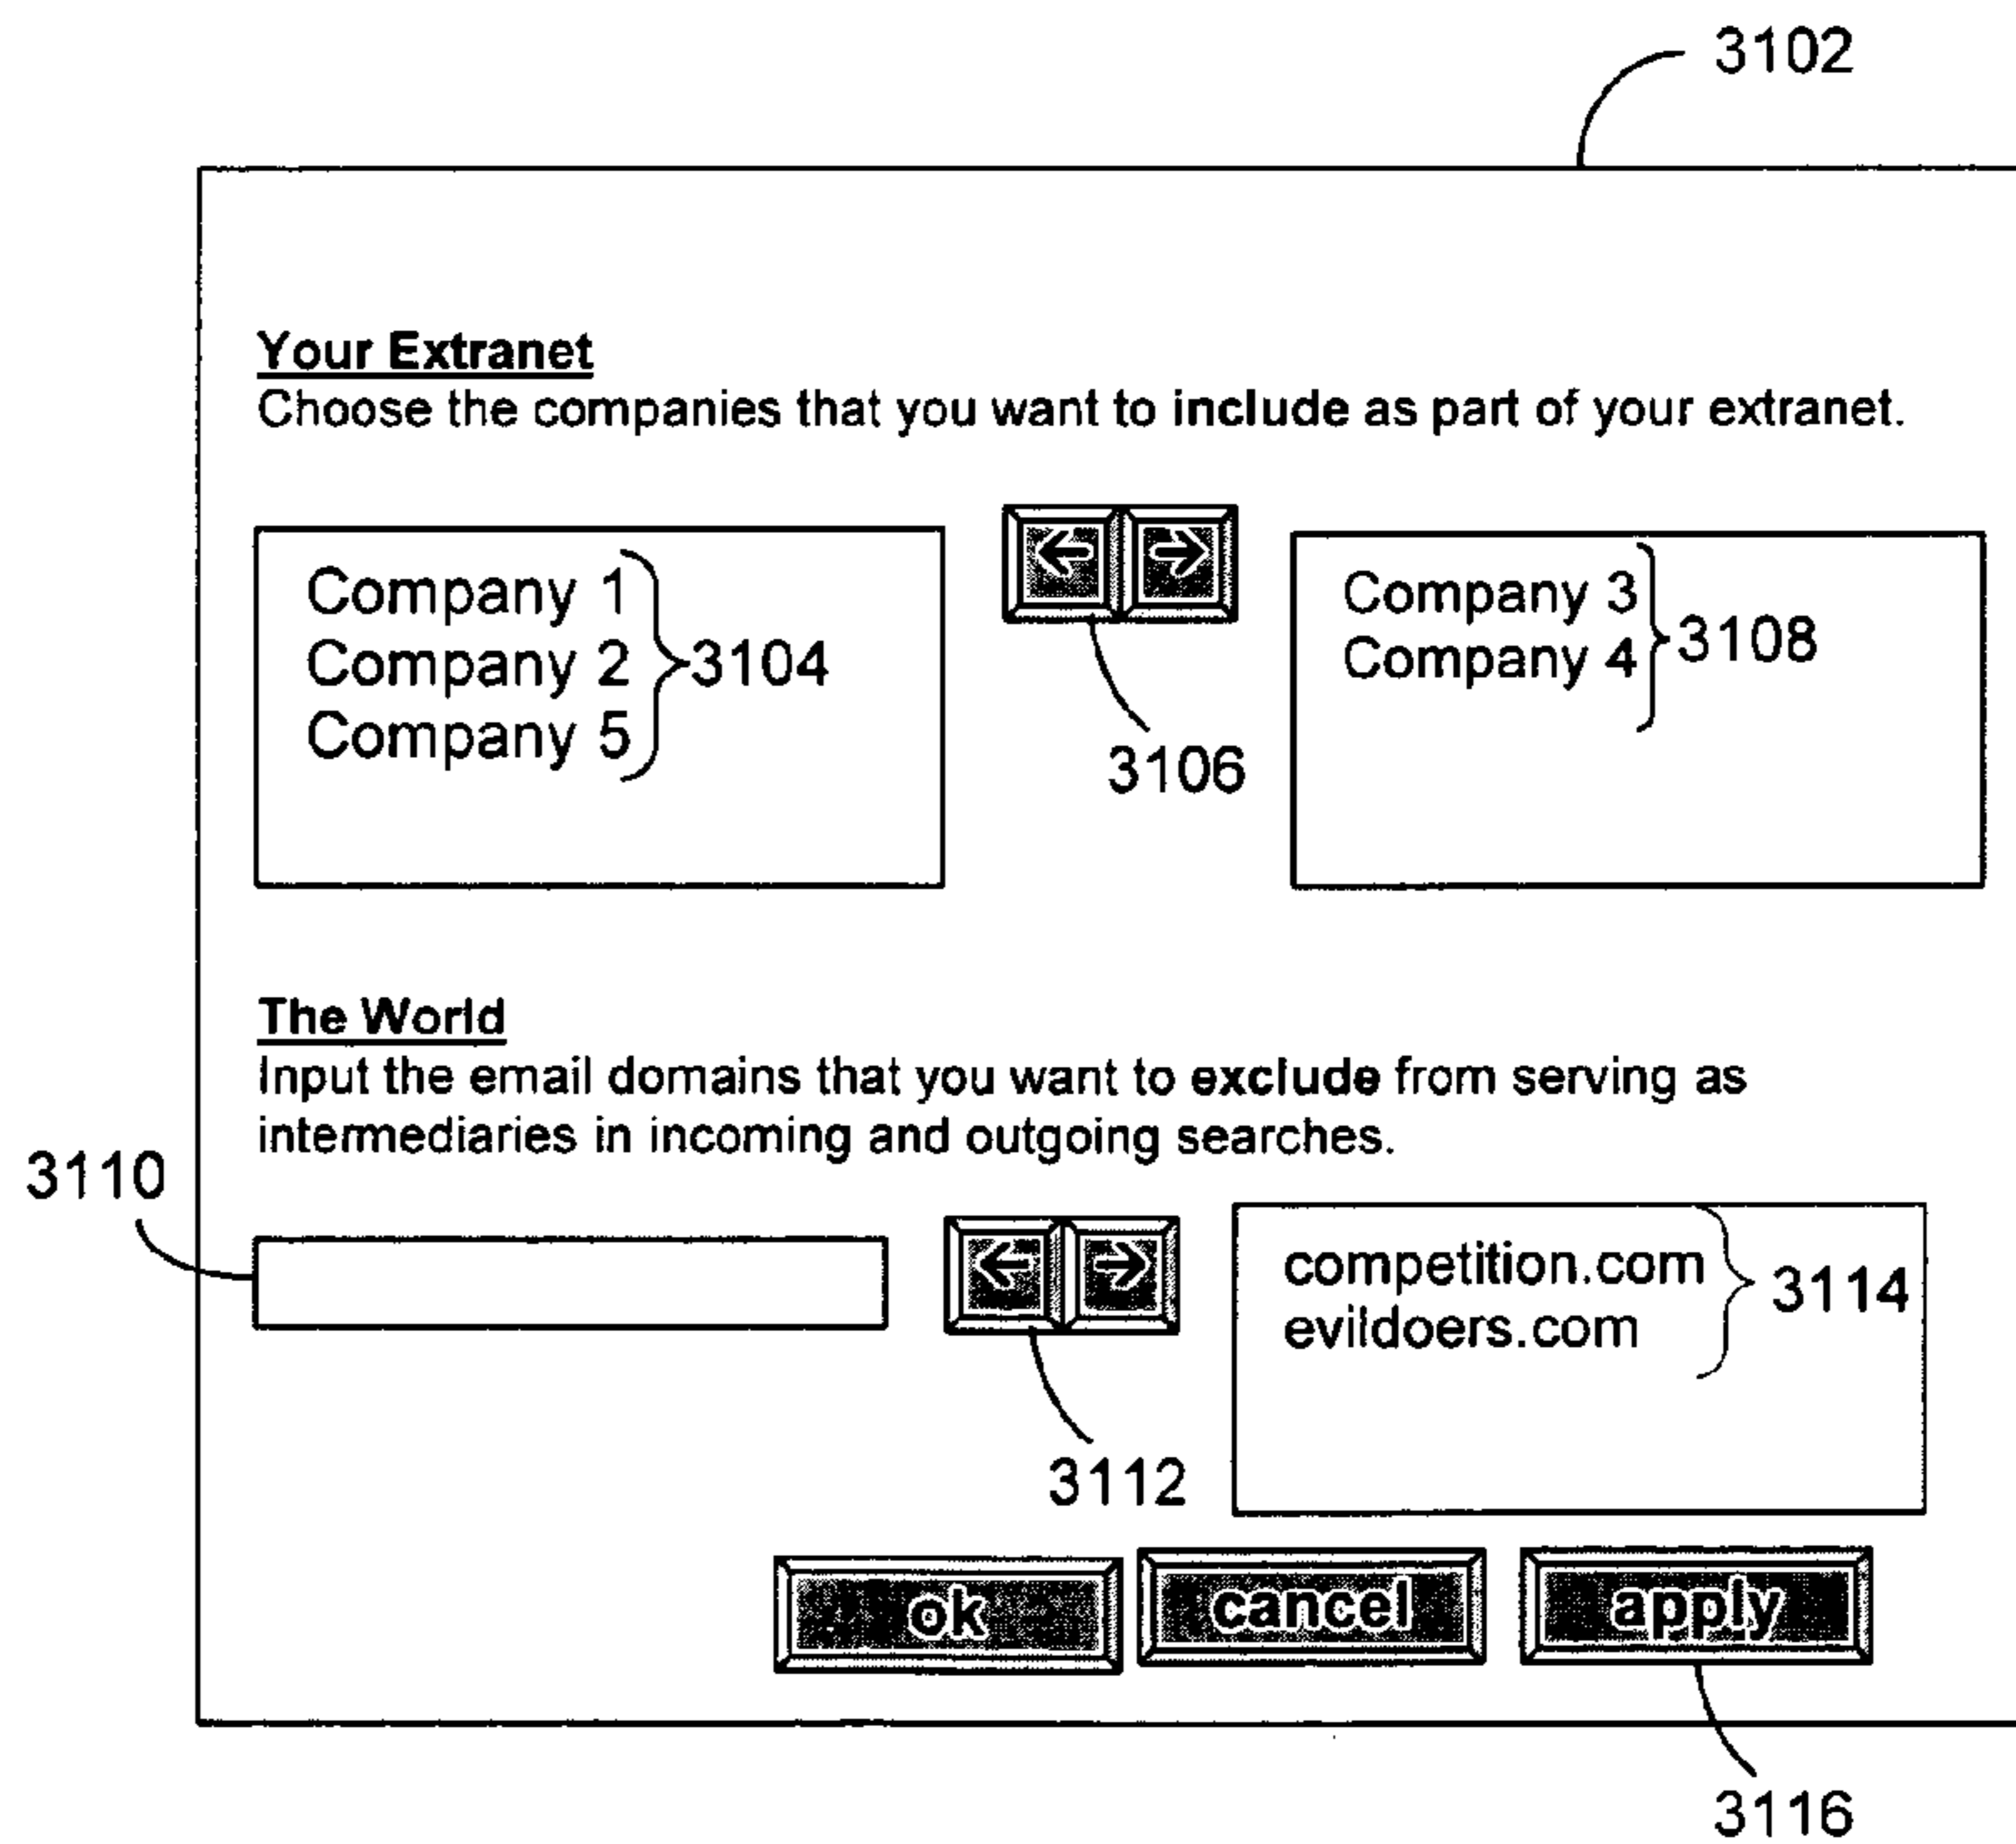 3102
Your Extranet
Choose the companies that you want to include as part of your extranet.
Company 1
Company 2
Company 5
3104
3106
Company 3
Company 4
3108
The World
Input the email domains that you want to exclude from serving as
intermediaries in incoming and outgoing searches.
3110
3112
competition.com
evildoers.com
3114
ok
cancel
apply
3116